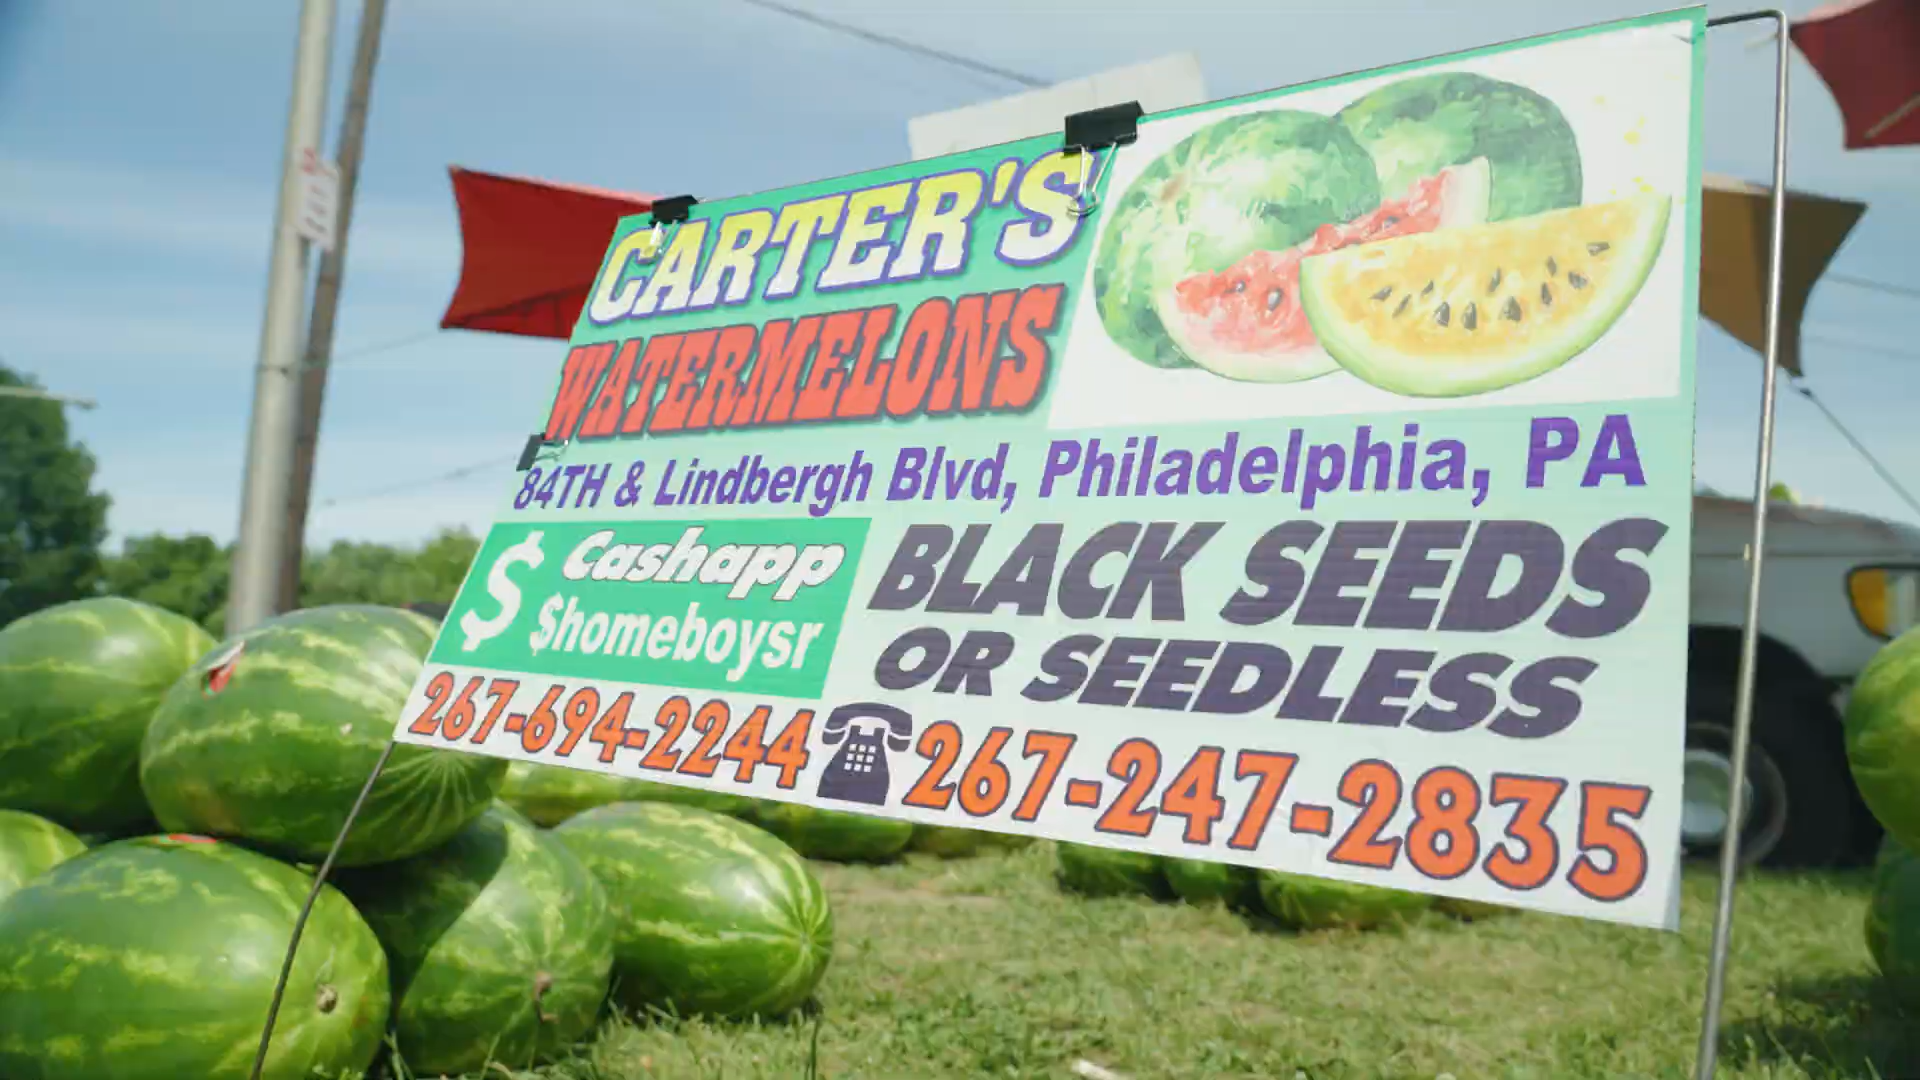 CARTER'S
WATERMELONS
84TH & Lindbergh Blvd, Philadelphia, PA
$ Cashapp
$homeboysr
BLACK SEEDS
OR SEEDLESS
267-694-2244 267-247-2835